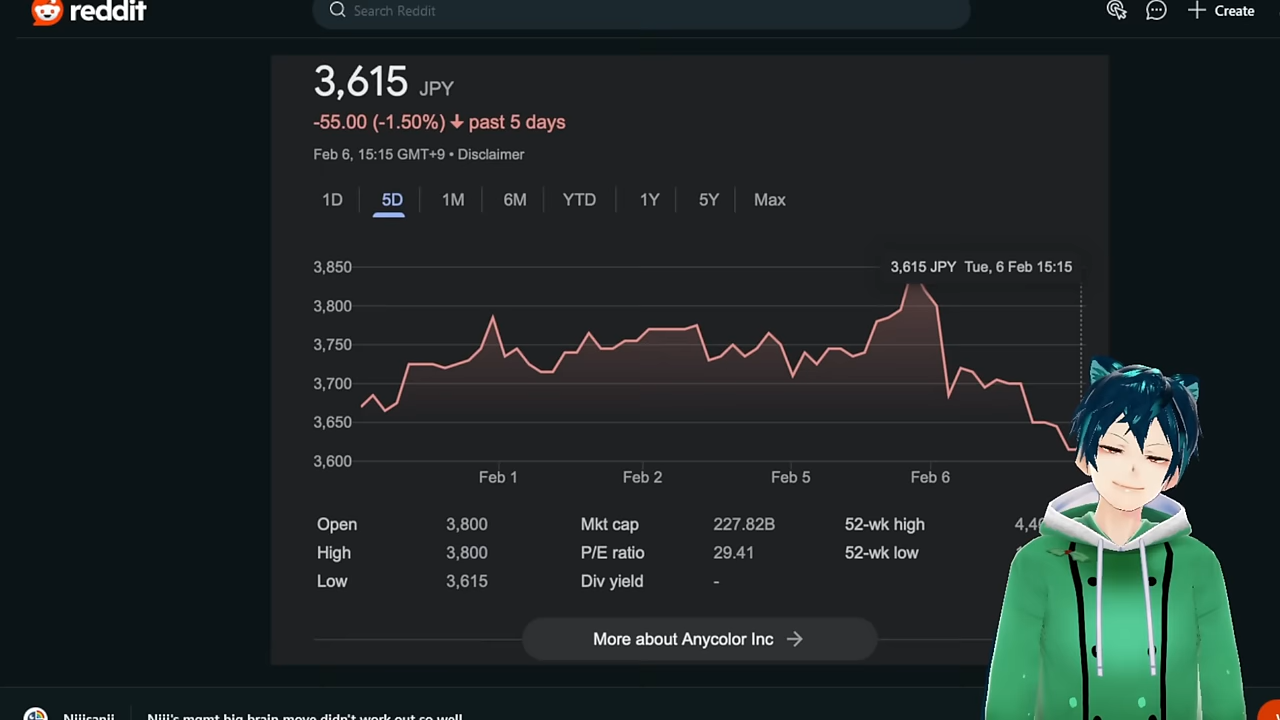 reddit
Search Reddit
Create
3,615 JPY
-55.00 (-1.50%) ↓ past 5 days
Feb 6, 15:15 GMT+9 • Disclaimer
1D 5D 1M 6M YTD 1Y 5Y Max
3,615 JPY Tue, 6 Feb 15:15
3,850
3,800
3,750
3,700
3,650
3,600
Feb 1 Feb 2 Feb 5 Feb 6
Open 3,800 Mkt cap 227.82B 52-wk high
High 3,800 P/E ratio 29.41 52-wk low
Low 3,615 Div yield -
More about Anycolor Inc →
Nijisanji Niji's mgmt big brain move didn't work out so well